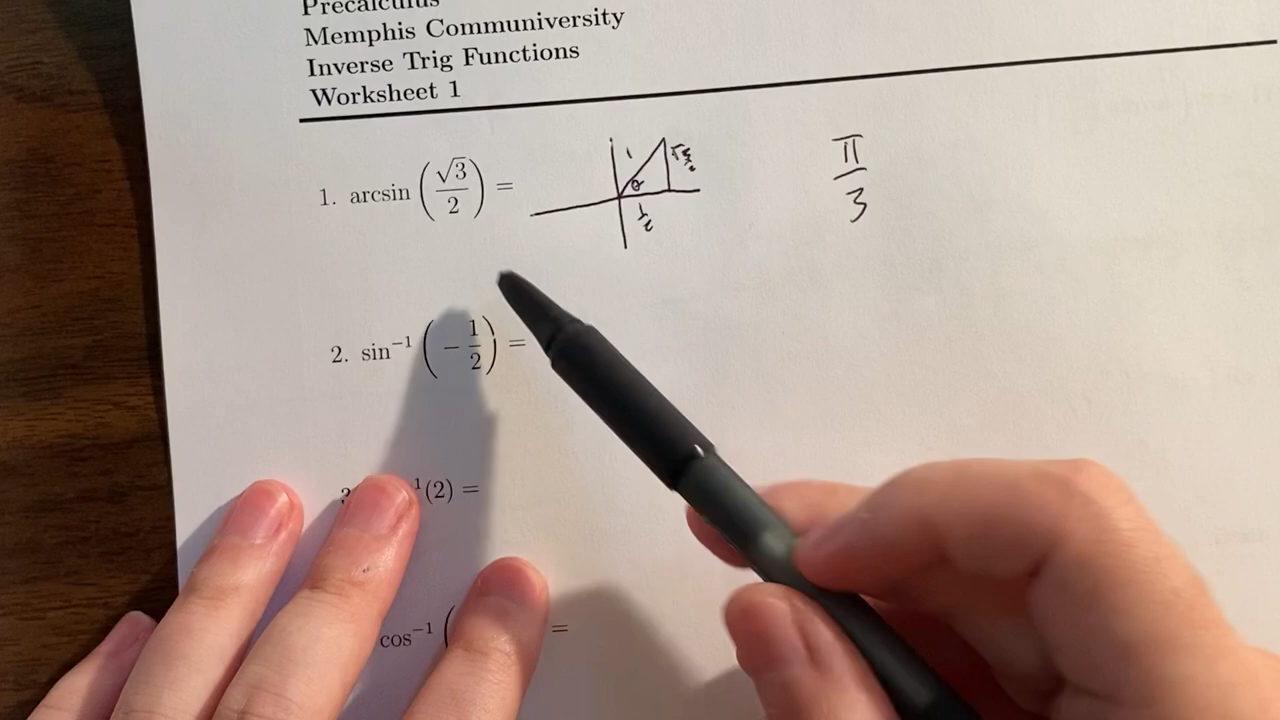 Precalculus
Memphis Communiversity
Inverse Trig Functions
Worksheet 1
1. arcsin (√3/2) = 1 θ √3/2 1/2 π/3
2. sin⁻¹ (−1/2) =
¹(2) =
cos⁻¹ ( =